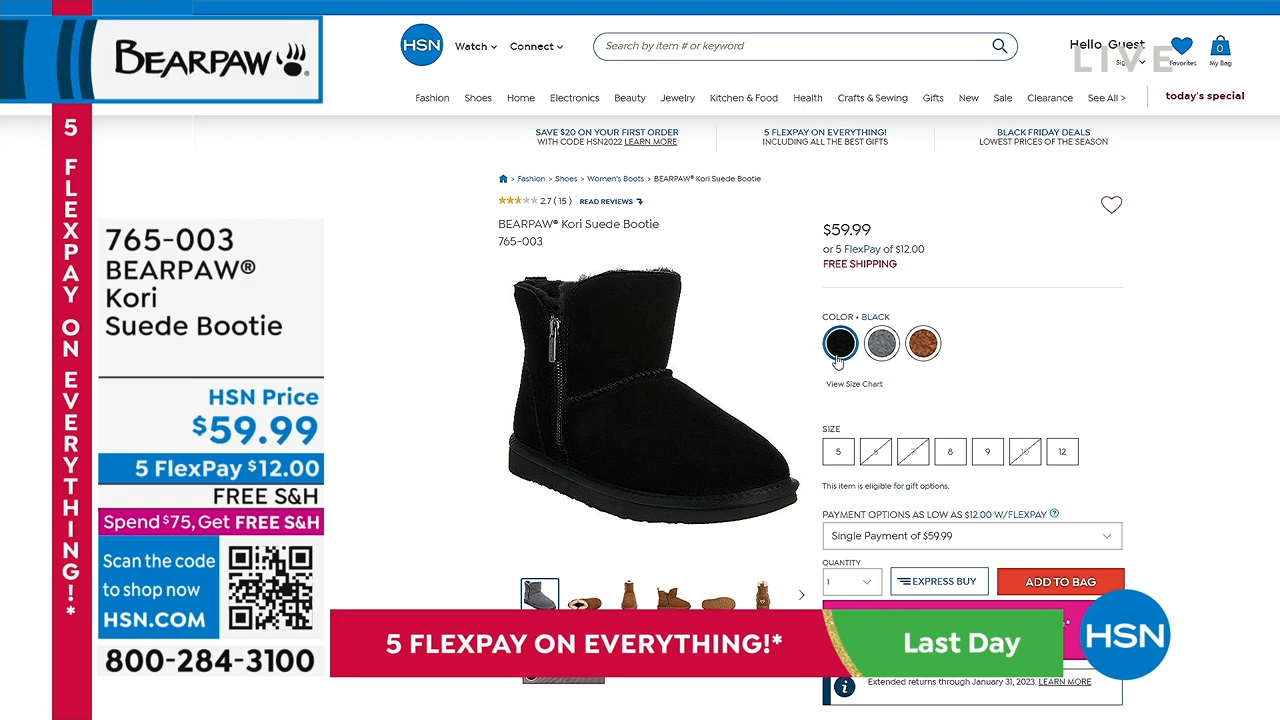 BEARPAW®
5 FLEXPAY ON EVERYTHING!*
765-003
BEARPAW®
Kori
Suede Bootie
HSN Price
$59.99
5 FlexPay $12.00
FREE S&H
Spend $75, Get FREE S&H
Scan the code
to shop now
HSN.COM
800-284-3100
HSN
Watch
Connect
Search by item # or keyword
Hello, Guest
LIVE
Favorites
0
My Bag
Fashion Shoes Home Electronics Beauty Jewelry Kitchen & Food Health Crafts & Sewing Gifts New Sale Clearance See All > today's special
SAVE $20 ON YOUR FIRST ORDER
WITH CODE HSN2022 LEARN MORE
5 FLEXPAY ON EVERYTHING!
INCLUDING ALL THE BEST GIFTS
BLACK FRIDAY DEALS
LOWEST PRICES OF THE SEASON
> Fashion > Shoes > Women's Boots > BEARPAW® Kori Suede Bootie
2.7 ( 15 ) READ REVIEWS
BEARPAW® Kori Suede Bootie
765-003
$59.99
or 5 FlexPay of $12.00
FREE SHIPPING
COLOR • BLACK
View Size Chart
SIZE
5 6 7 8 9 10 12
This item is eligible for gift options.
PAYMENT OPTIONS AS LOW AS $12.00 W/FLEXPAY ?
Single Payment of $59.99
QUANTITY
1
EXPRESS BUY
ADD TO BAG
5 FLEXPAY ON EVERYTHING!*
Last Day
HSN
Extended returns through January 31, 2023. LEARN MORE